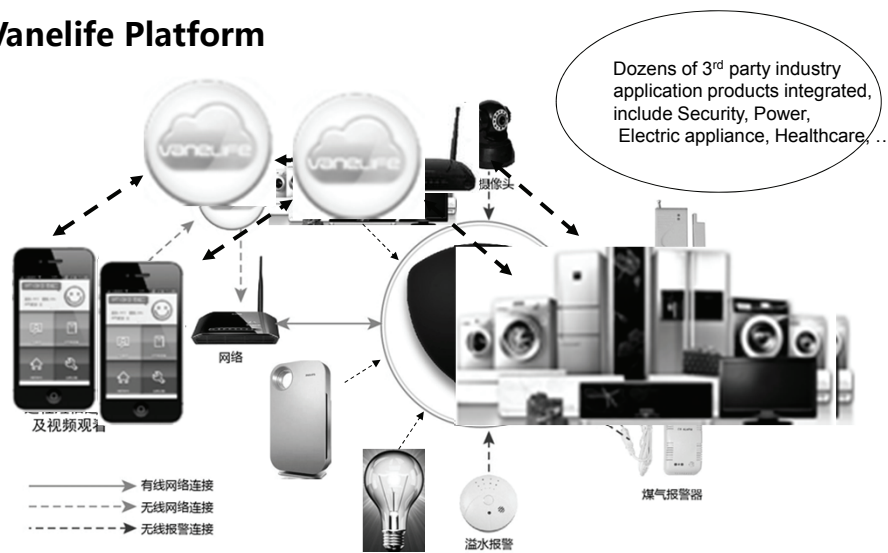 Vanelife Platform
Dozens of 3rd party industry
application products integrated,
include Security, Power,
Electric appliance, Healthcare, …
VANELIFE
VANELIFE
摄像头
网络
及视频观看
有线网络连接
无线网络连接
无线报警连接
溢水报警
煤气报警器